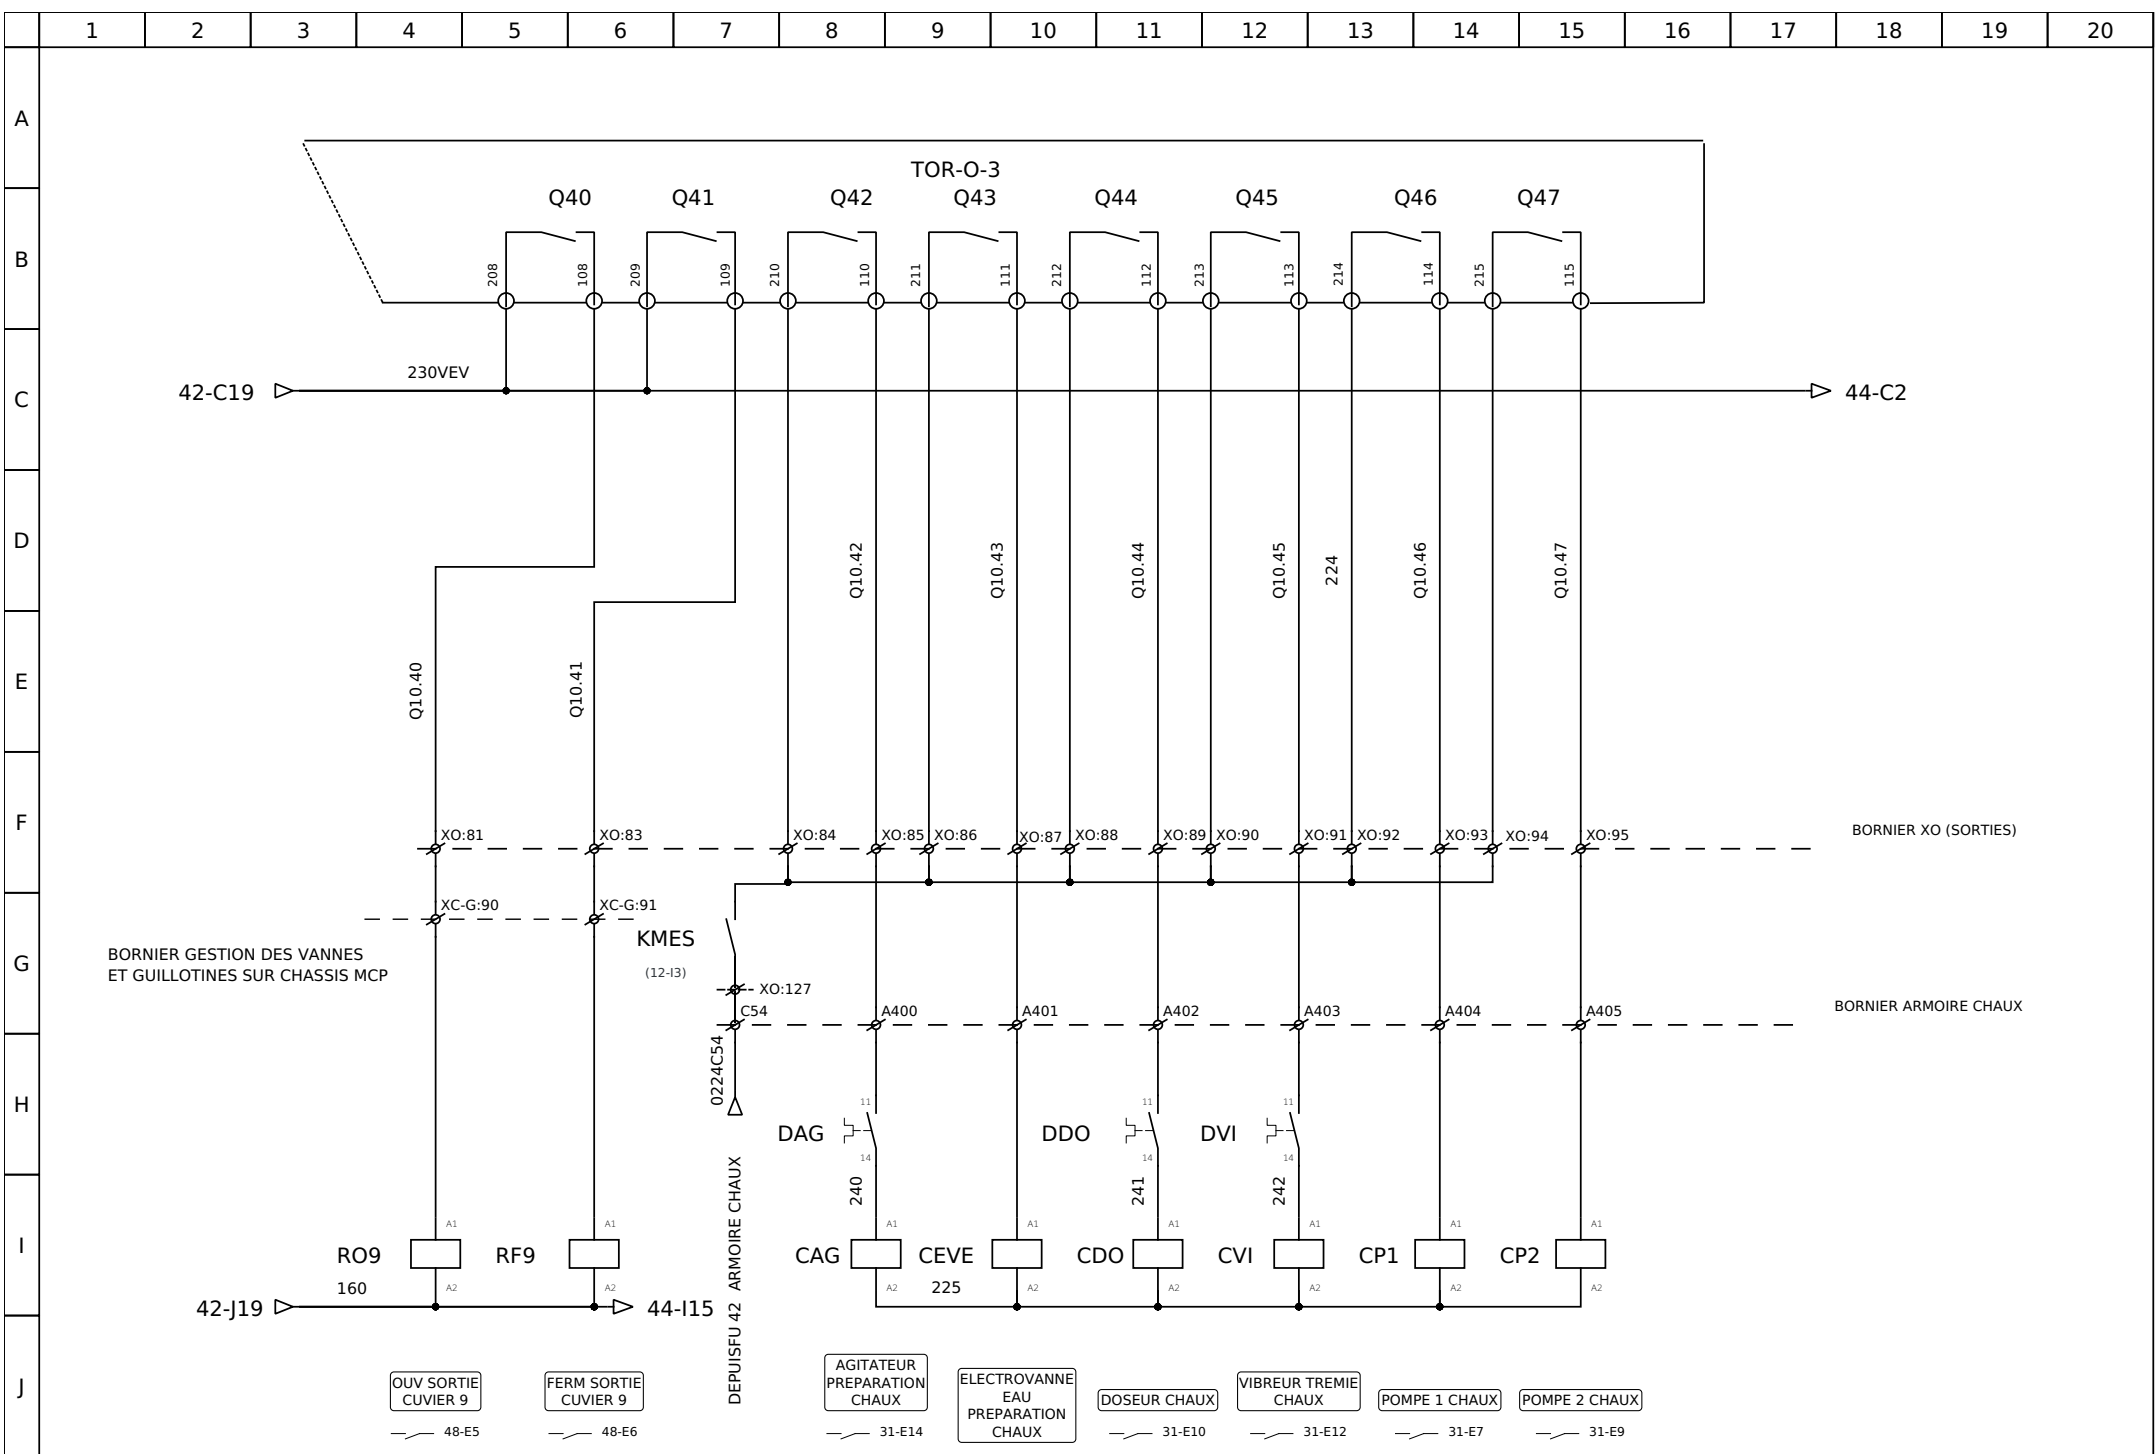 1 2 3 4 5 6 7 8 9 10 11 12 13 14 15 16 17 18 19 20
A
TOR-O-3
Q40 Q41 Q42 Q43 Q44 Q45 Q46 Q47
B
208 108 209 109 210 110 211 111 212 112 213 113 214 114 215 115
230VEV
C
42-C19 44-C2
D
Q10.42 Q10.43 Q10.44 Q10.45 224 Q10.46 Q10.47
E
Q10.40 Q10.41
F
XO:81 XO:83 XO:84 XO:85 XO:86 XO:87 XO:88 XO:89 XO:90 XO:91 XO:92 XO:93 XO:94 XO:95
BORNIER XO (SORTIES)
XC-G:90 XC-G:91
KMES
(12-I3)
G
BORNIER GESTION DES VANNES
ET GUILLOTINES SUR CHASSIS MCP
XO:127
C54 A400 A401 A402 A403 A404 A405
BORNIER ARMOIRE CHAUX
0224C54
H
11 11 11
DAG DDO DVI
14 14 14
240 241 242
DEPUISFU 42 ARMOIRE CHAUX
I
A1 A1 A1 A1 A1 A1 A1 A1
RO9 RF9 CAG CEVE CDO CVI CP1 CP2
160 225
A2 A2 A2 A2 A2 A2 A2 A2
42-J19 44-I15
J
OUV SORTIE
CUVIER 9
48-E5
FERM SORTIE
CUVIER 9
48-E6
AGITATEUR
PREPARATION
CHAUX
31-E14
ELECTROVANNE
EAU
PREPARATION
CHAUX
DOSEUR CHAUX
31-E10
VIBREUR TREMIE
CHAUX
31-E12
POMPE 1 CHAUX
31-E7
POMPE 2 CHAUX
31-E9